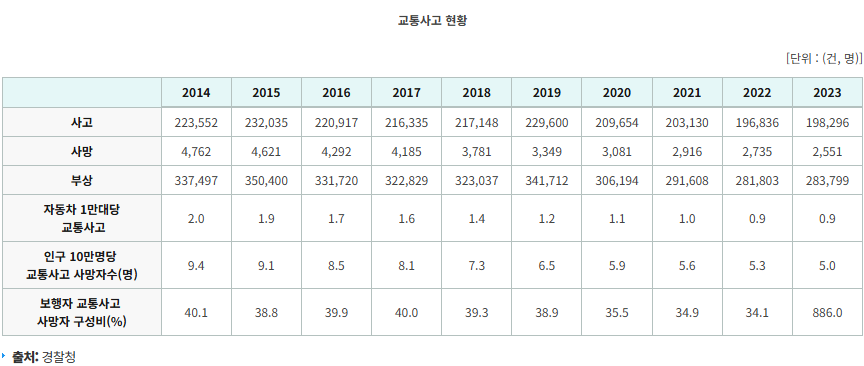 교통사고 현황
[단위 : (건, 명)]
2014 2015 2016 2017 2018 2019 2020 2021 2022 2023
사고 223,552 232,035 220,917 216,335 217,148 229,600 209,654 203,130 196,836 198,296
사망 4,762 4,621 4,292 4,185 3,781 3,349 3,081 2,916 2,735 2,551
부상 337,497 350,400 331,720 322,829 323,037 341,712 306,194 291,608 281,803 283,799
자동차 1만대당
교통사고 2.0 1.9 1.7 1.6 1.4 1.2 1.1 1.0 0.9 0.9
인구 10만명당
교통사고 사망자수(명) 9.4 9.1 8.5 8.1 7.3 6.5 5.9 5.6 5.3 5.0
보행자 교통사고
사망자 구성비(%) 40.1 38.8 39.9 40.0 39.3 38.9 35.5 34.9 34.1 886.0
출처: 경찰청